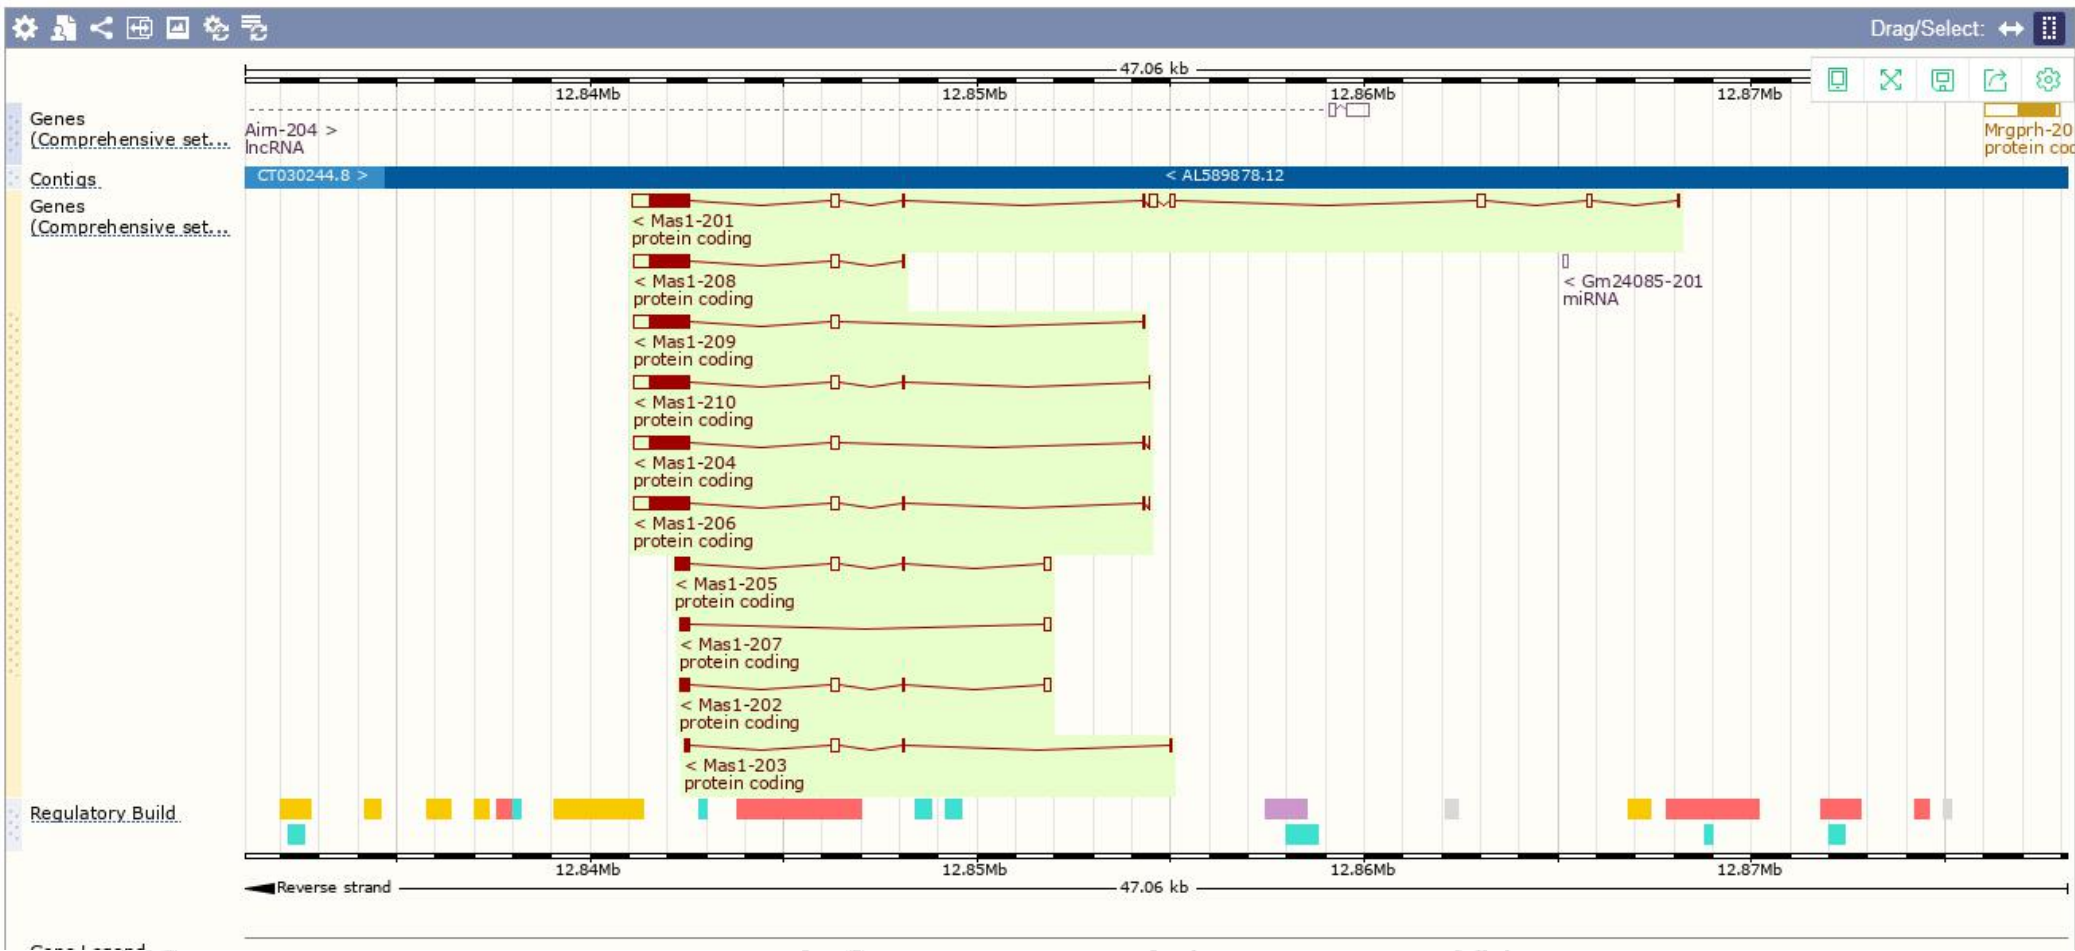 Drag/Select:
47.06 kb
12.84Mb 12.85Mb 12.86Mb 12.87Mb
Genes
(Comprehensive set...
Airn-204 >
lncRNA
Mrgprh-20
protein coc
Contigs
CT030244.8 >
< AL589878.12
Genes
(Comprehensive set...
< Mas1-201
protein coding
< Mas1-208
protein coding
< Gm24085-201
miRNA
< Mas1-209
protein coding
< Mas1-210
protein coding
< Mas1-204
protein coding
< Mas1-206
protein coding
< Mas1-205
protein coding
< Mas1-207
protein coding
< Mas1-202
protein coding
< Mas1-203
protein coding
Regulatory Build
12.84Mb 12.85Mb 12.86Mb 12.87Mb
Reverse strand
47.06 kb